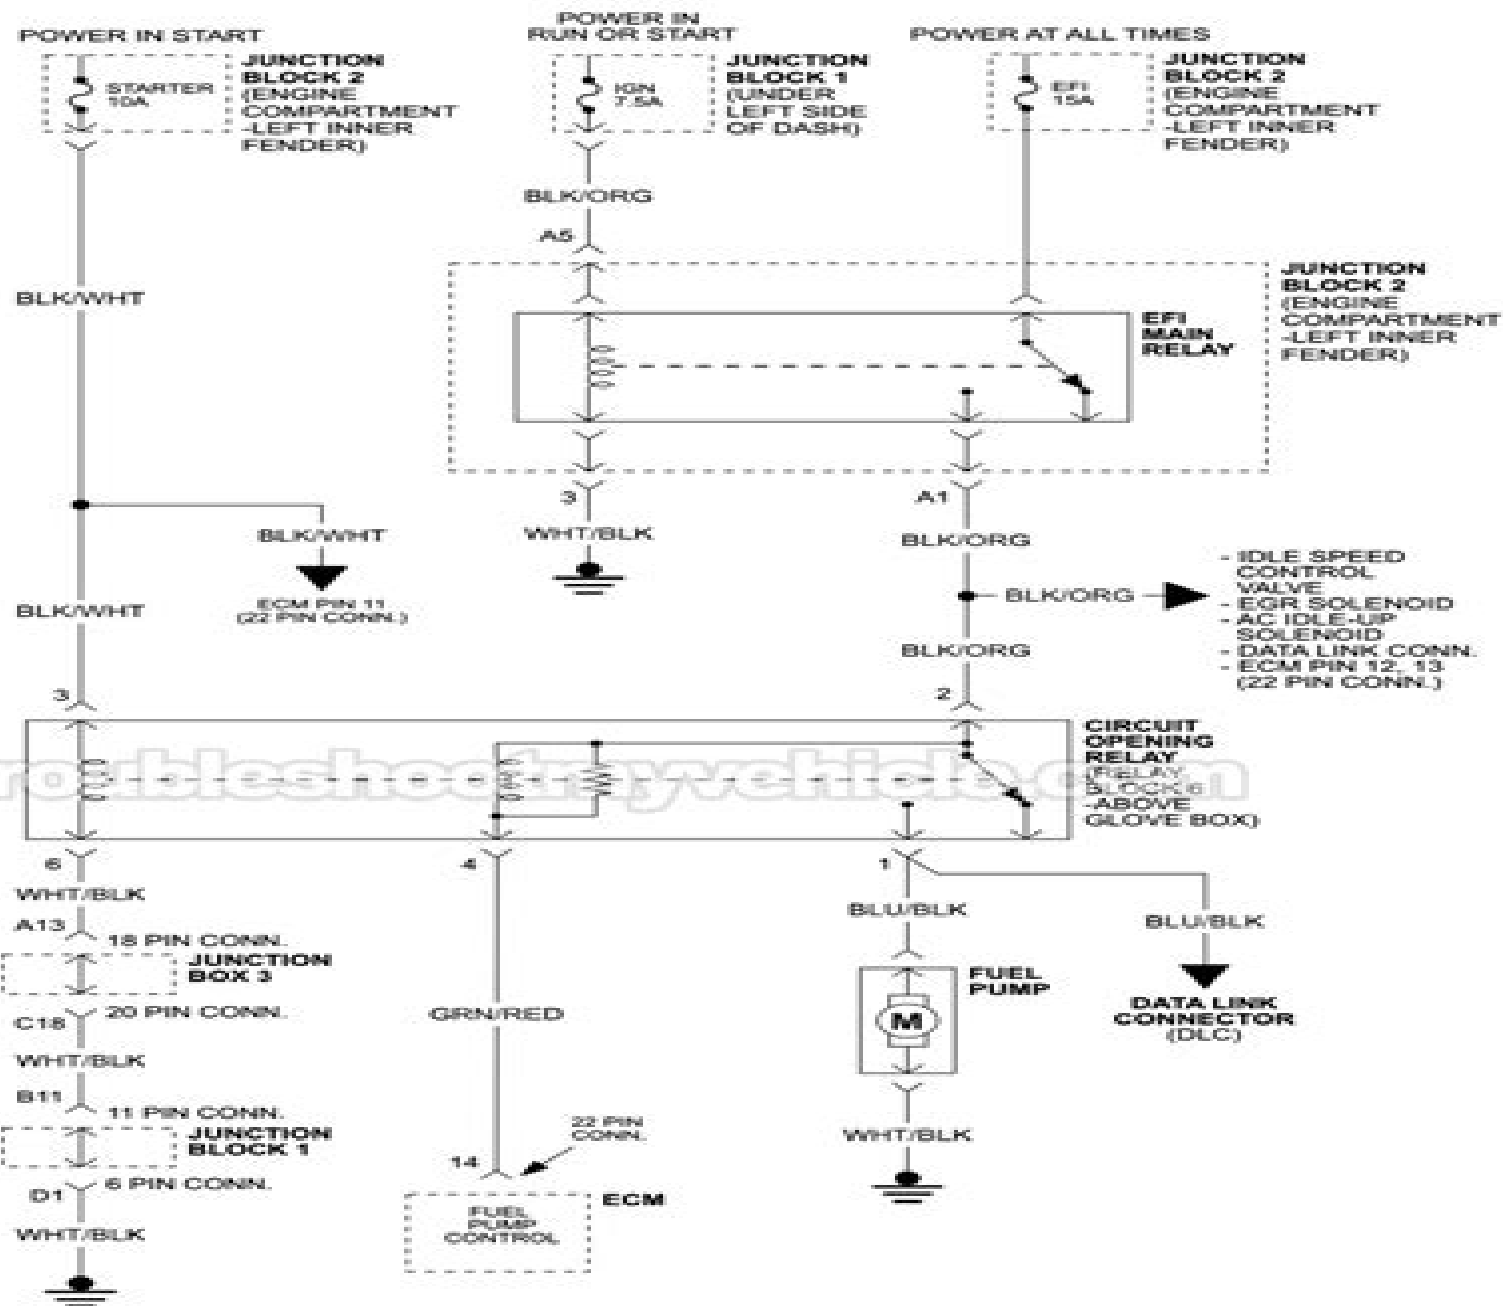 POWER IN START
JUNCTION
BLOCK 2
(ENGINE
COMPARTMENT
-LEFT INNER
FENDER)
STARTER
10A
POWER IN
RUN OR START
JUNCTION
BLOCK 1
(UNDER
LEFT SIDE
OF DASH)
IGN
7.5A
POWER AT ALL TIMES
JUNCTION
BLOCK 2
(ENGINE
COMPARTMENT
-LEFT INNER
FENDER)
EFI
15A
BLK/ORG
A5
BLK/WHT
JUNCTION
BLOCK 2
(ENGINE
COMPARTMENT
-LEFT INNER
FENDER)
EFI
MAIN
RELAY
3
A1
WHT/BLK
BLK/ORG
BLK/WHT
ECM PIN 11
(22 PIN CONN.)
BLK/WHT
BLK/ORG
- IDLE SPEED
CONTROL
VALVE
- EGR SOLENOID
- AC IDLE-UP
SOLENOID
- DATA LINK CONN.
- ECM PIN 12, 13
(22 PIN CONN.)
BLK/ORG
3
2
CIRCUIT
OPENING
RELAY
(RELAY
BLOCK 6
-ABOVE
GLOVE BOX)
troubleshootmyvehicle.com
6
4
1
WHT/BLK
BLU/BLK
BLU/BLK
A13
18 PIN CONN.
JUNCTION
BOX 3
FUEL
PUMP
M
DATA LINK
CONNECTOR
(DLC)
C18
20 PIN CONN.
GRN/RED
WHT/BLK
B11
11 PIN CONN.
JUNCTION
BLOCK 1
22 PIN
CONN.
WHT/BLK
14
D1
6 PIN CONN.
ECM
FUEL
PUMP
CONTROL
WHT/BLK